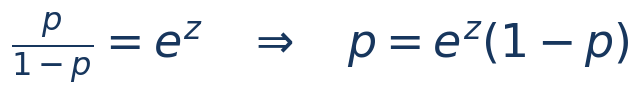 p/(1 − p) = e^z ⇒ p = e^z(1 − p)